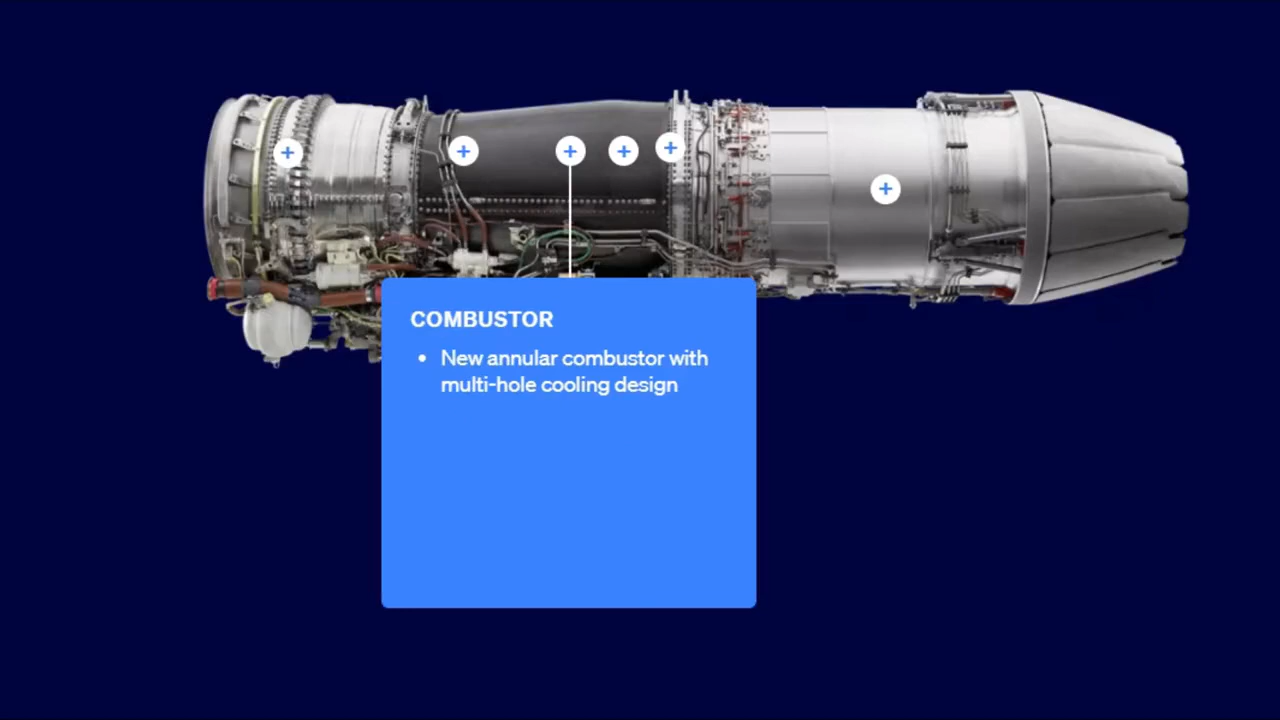 COMBUSTOR
• New annular combustor with
multi-hole cooling design